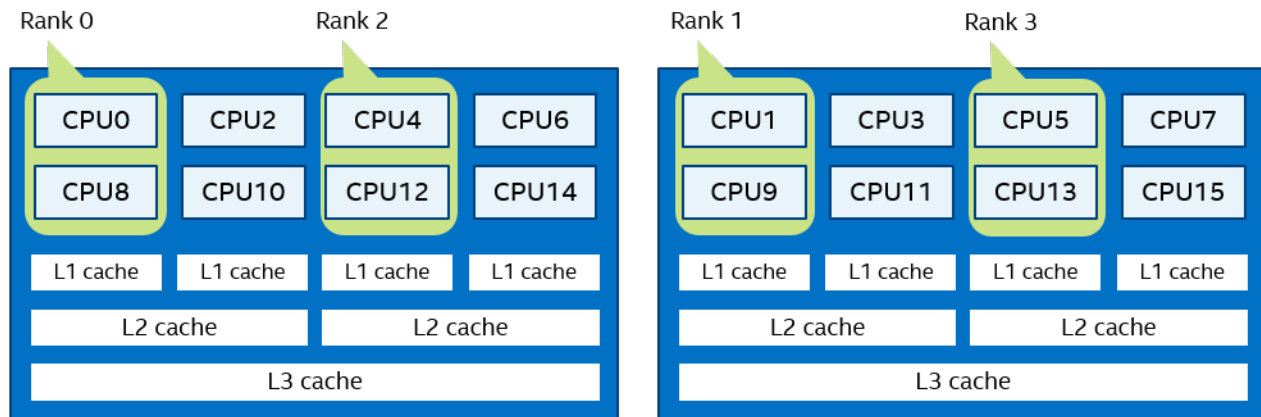 Rank 0
Rank 2
Rank 1
Rank 3
CPU0
CPU2
CPU4
CPU6
CPU8
CPU10
CPU12
CPU14
L1 cache
L1 cache
L1 cache
L1 cache
L2 cache
L2 cache
L3 cache
CPU1
CPU3
CPU5
CPU7
CPU9
CPU11
CPU13
CPU15
L1 cache
L1 cache
L1 cache
L1 cache
L2 cache
L2 cache
L3 cache